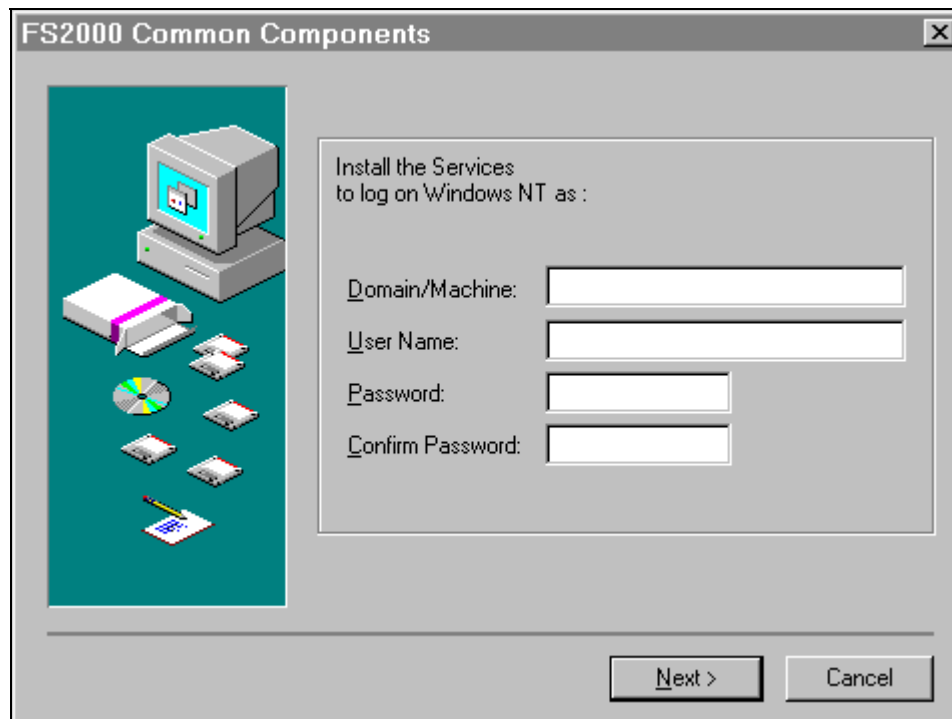 FS2000 Common Components
Install the Services
to log on Windows NT as :
Domain/Machine:
User Name:
Password:
Confirm Password:
Next >
Cancel